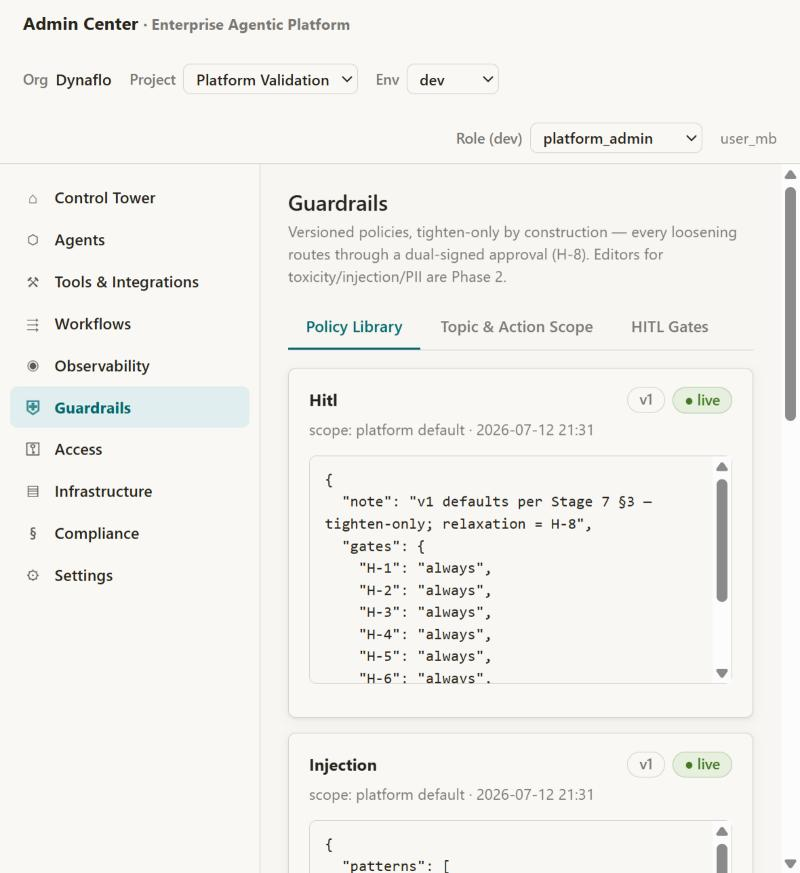 Admin Center · Enterprise Agentic Platform
Org Dynaflo Project Platform Validation Env dev
Role (dev) platform_admin user_mb
Control Tower
Agents
Tools & Integrations
Workflows
Observability
Guardrails
Access
Infrastructure
§ Compliance
Settings
Guardrails
Versioned policies, tighten-only by construction — every loosening
routes through a dual-signed approval (H-8). Editors for
toxicity/injection/PII are Phase 2.
Policy Library Topic & Action Scope HITL Gates
Hitl v1 ● live
scope: platform default · 2026-07-12 21:31
{
"note": "v1 defaults per Stage 7 §3 —
tighten-only; relaxation = H-8",
"gates": {
"H-1": "always",
"H-2": "always",
"H-3": "always",
"H-4": "always",
"H-5": "always",
"H-6": "always",
Injection v1 ● live
scope: platform default · 2026-07-12 21:31
{
"patterns": [